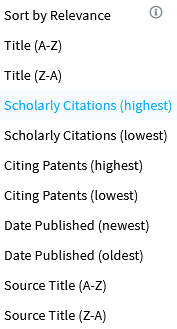 Sort by Relevance
Title (A-Z)
Title (Z-A)
Scholarly Citations (highest)
Scholarly Citations (lowest)
Citing Patents (highest)
Citing Patents (lowest)
Date Published (newest)
Date Published (oldest)
Source Title (A-Z)
Source Title (Z-A)